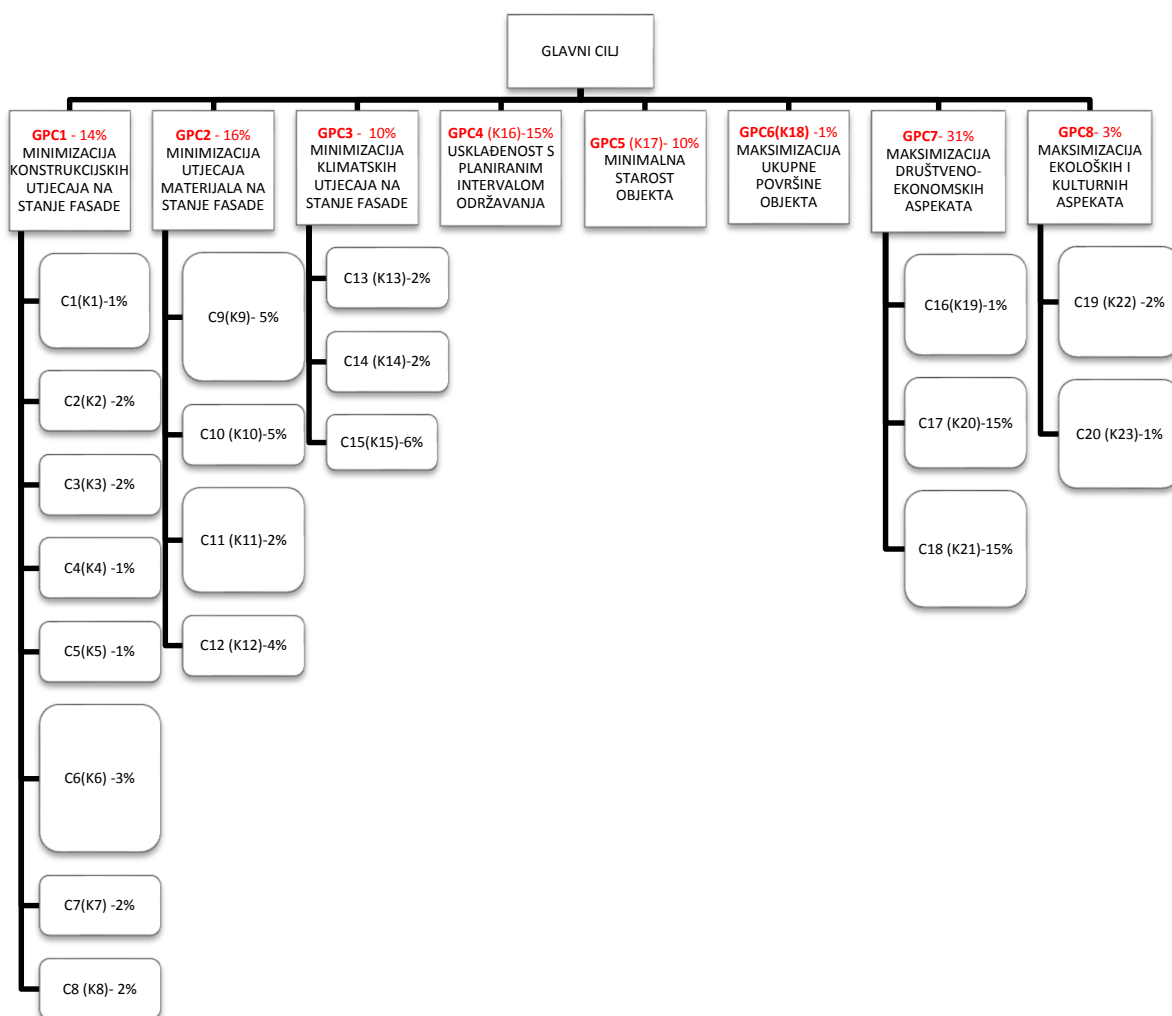 GLAVNI CILJ
GPC1 - 14%
MINIMIZACIJA
KONSTRUKCIJSKIH
UTJECAJA NA
STANJE FASADE
GPC2 - 16%
MINIMIZACIJA
UTJECAJA
MATERIJALA NA
STANJE FASADE
GPC3 - 10%
MINIMIZACIJA
KLIMATSKIH
UTJECAJA NA
STANJE FASADE
GPC4 (K16)-15%
USKLAĐENOST S
PLANIRANIM
INTERVALOM
ODRŽAVANJA
GPC5 (K17)- 10%
MINIMALNA
STAROST
OBJEKTA
GPC6(K18) -1%
MAKSIMIZACIJA
UKUPNE
POVRŠINE
OBJEKTA
GPC7- 31%
MAKSIMIZACIJA
DRUŠTVENO-
EKONOMSKIH
ASPEKATA
GPC8- 3%
MAKSIMIZACIJA
EKOLOŠKIH I
KULTURNIH
ASPEKATA
C1(K1)-1%
C2(K2) -2%
C3(K3) -2%
C4(K4) -1%
C5(K5) -1%
C6(K6) -3%
C7(K7) -2%
C8 (K8)- 2%
C9(K9)- 5%
C10 (K10)-5%
C11 (K11)-2%
C12 (K12)-4%
C13 (K13)-2%
C14 (K14)-2%
C15(K15)-6%
C16(K19)-1%
C17 (K20)-15%
C18 (K21)-15%
C19 (K22) -2%
C20 (K23)-1%